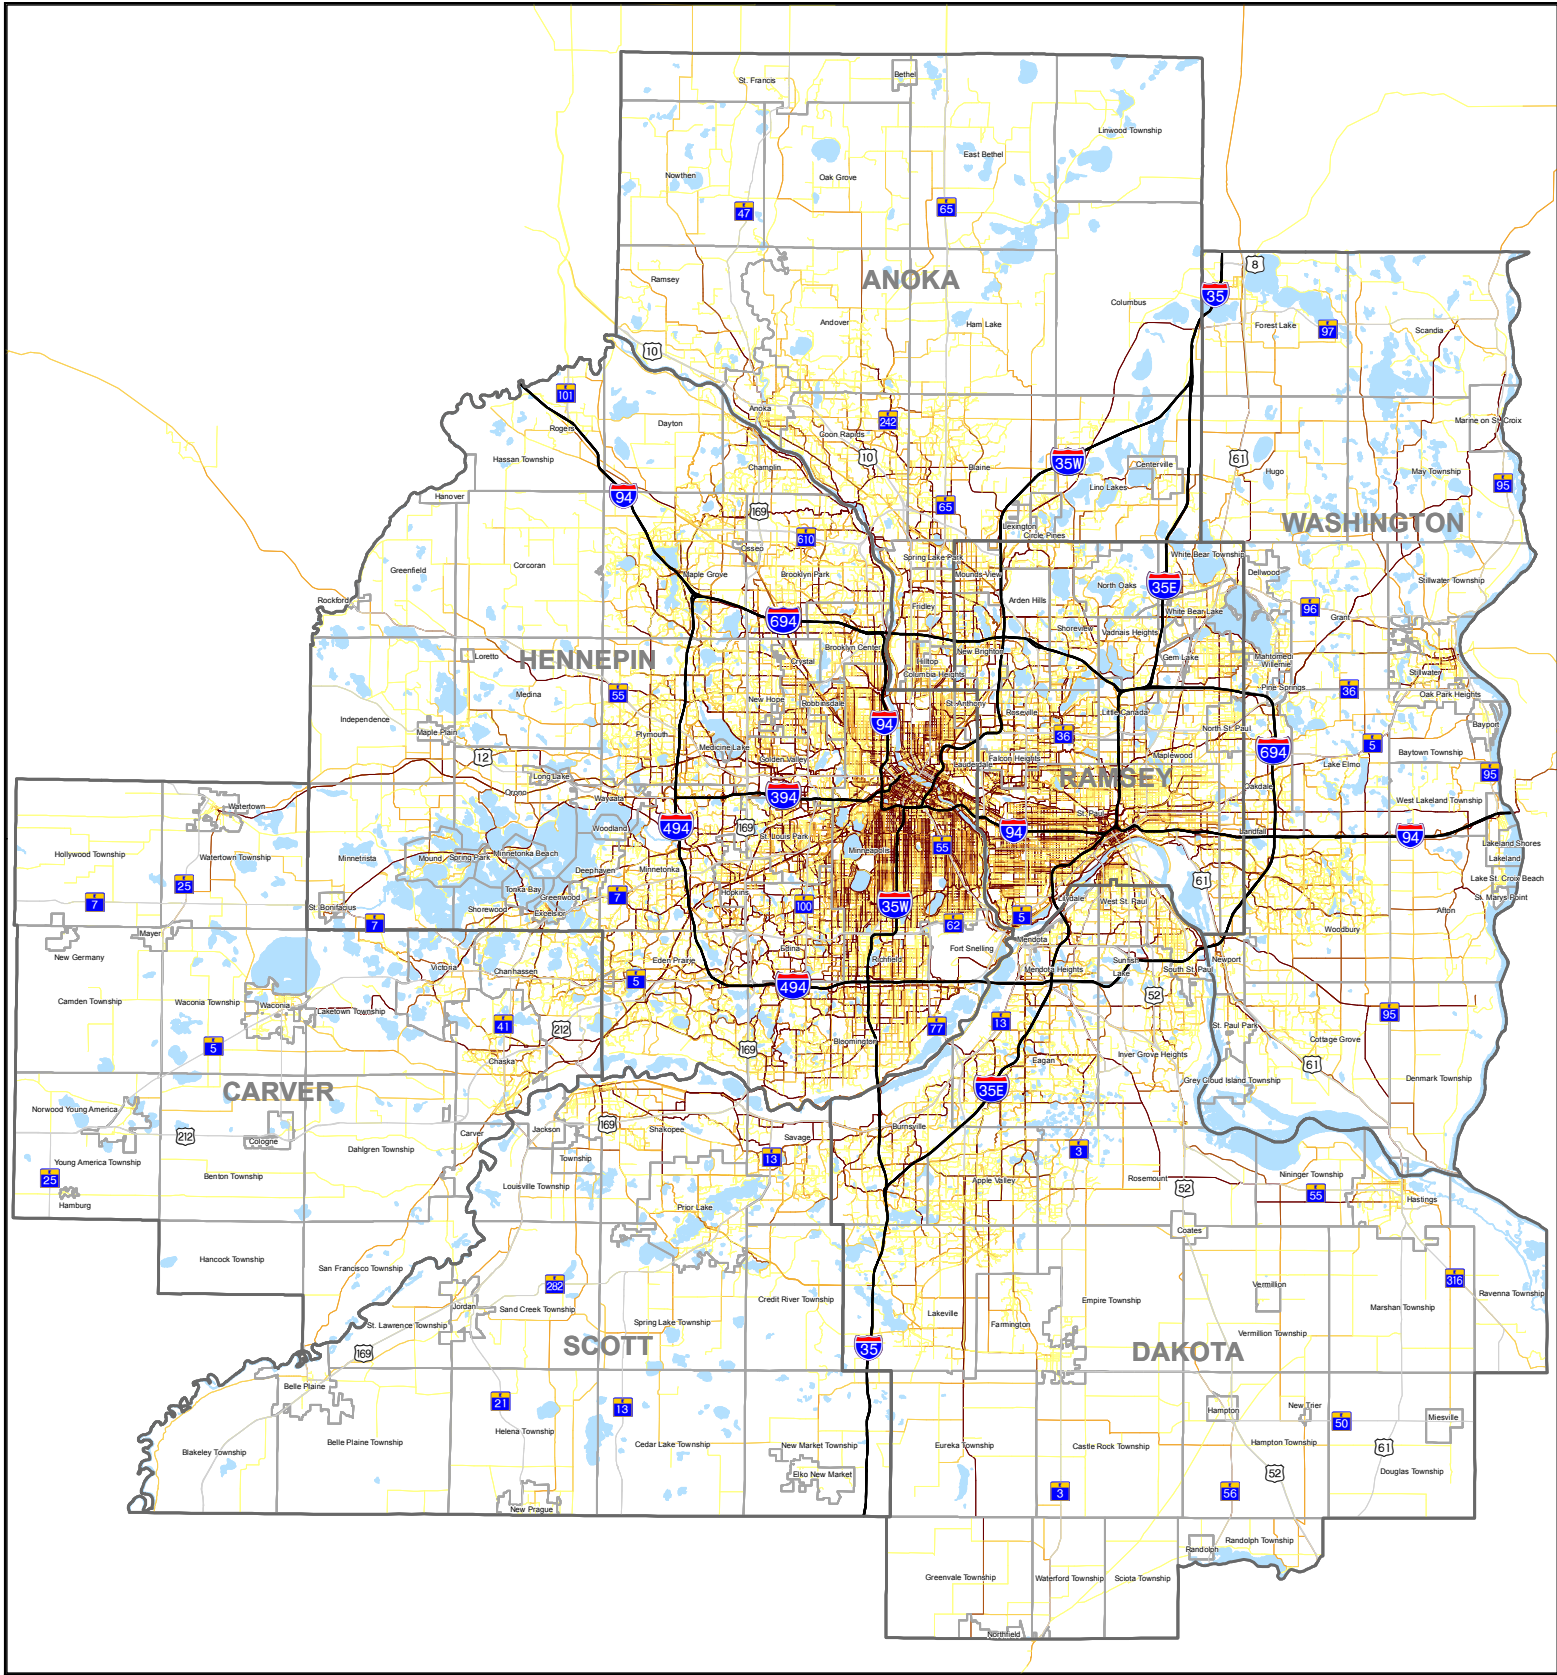 St. Francis
Bethel
Linwood Township
East Bethel
Nowthen
Oak Grove
47
65
8
ANOKA
Ramsey
35
Columbus
Andover
Ham Lake
Forest Lake
97
Scandia
10
101
Anoka
242
Rogers
Dayton
Coon Rapids
Marine on St. Croix
10
Hassan Township
Champlin
Blaine
35W
Centerville
61
Hugo
May Township
95
Hanover
94
Lino Lakes
65
169
Lexington
WASHINGTON
Circle Pines
610
Osseo
Spring Lake Park
White Bear Township
Greenfield
Corcoran
Maple Grove
Brooklyn Park
Mounds View
Dellwood
North Oaks
35E
Stillwater Township
Rockford
Fridley
Arden Hills
White Bear Lake
96
Grant
694
Shoreview
Vadnais Heights
Brooklyn Center
New Brighton
Loretto
HENNEPIN
Crystal
Hilltop
Gem Lake
Mahtomedi
Willernie
Columbia Heights
Stillwater
Medina
55
New Hope
Robbinsdale
St. Anthony
Pine Springs
36
Oak Park Heights
Independence
94
Roseville
Little Canada
Maple Plain
Plymouth
36
North St. Paul
Bayport
Medicine Lake
694
5
Baytown Township
12
Golden Valley
Lauderdale
Falcon Heights
Maplewood
Lake Elmo
Long Lake
RAMSEY
95
Orono
394
Oakdale
Wayzata
West Lakeland Township
Watertown
Woodland
494
169
St. Louis Park
94
St. Paul
Landfall
94
Lakeland Shores
Hollywood Township
Watertown Township
Minnetrista
Mound
Spring Park
Minnetonka Beach
Minneapolis
55
Lakeland
Deephaven
Minnetonka
Lake St. Croix Beach
25
Tonka Bay
Greenwood
Hopkins
61
7
St. Bonifacius
Shorewood
7
100
35W
Lilydale
West St. Paul
St. Marys Point
Excelsior
5
Afton
7
62
Mayer
Mendota
Woodbury
New Germany
Edina
Fort Snelling
Victoria
Chanhassen
Eden Prairie
Richfield
Mendota Heights
Sunfish
Lake
South St. Paul
Newport
5
494
52
Camden Township
Waconia Township
Waconia
Laketown Township
95
41
212
77
13
St. Paul Park
5
169
Bloomington
Cottage Grove
Chaska
Eagan
Inver Grove Heights
61
CARVER
35E
Grey Cloud Island Township
Denmark Township
Norwood Young America
212
Cologne
Carver
Jackson
Township
169
Shakopee
Savage
Burnsville
Dahlgren Township
13
3
Young America Township
25
Benton Township
Louisville Township
Apple Valley
Rosemount
52
Nininger Township
55
Hastings
Hamburg
Prior Lake
Coates
Hancock Township
San Francisco Township
282
Vermillion
316
Jordan
Sand Creek Township
Credit River Township
Lakeville
Empire Township
Marshan Township
Ravenna Township
St. Lawrence Township
Spring Lake Township
Farmington
Vermillion Township
169
SCOTT
35
DAKOTA
Belle Plaine
21
13
Hampton
New Trier
50
Miesville
Helena Township
Blakeley Township
Belle Plaine Township
Cedar Lake Township
New Market Township
Eureka Township
Castle Rock Township
Hampton Township
61
Elko New Market
52
Douglas Township
3
56
New Prague
Randolph
Randolph Township
Greenvale Township
Waterford Township
Sciota Township
Northfield